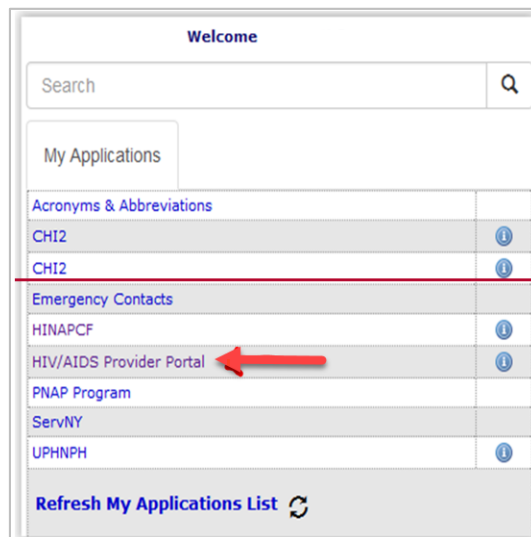 Welcome
Search
My Applications
Acronyms & Abbreviations
CHI2
CHI2
Emergency Contacts
HINAPCF
HIV/AIDS Provider Portal
PNAP Program
ServNY
UPHNPH
Refresh My Applications List